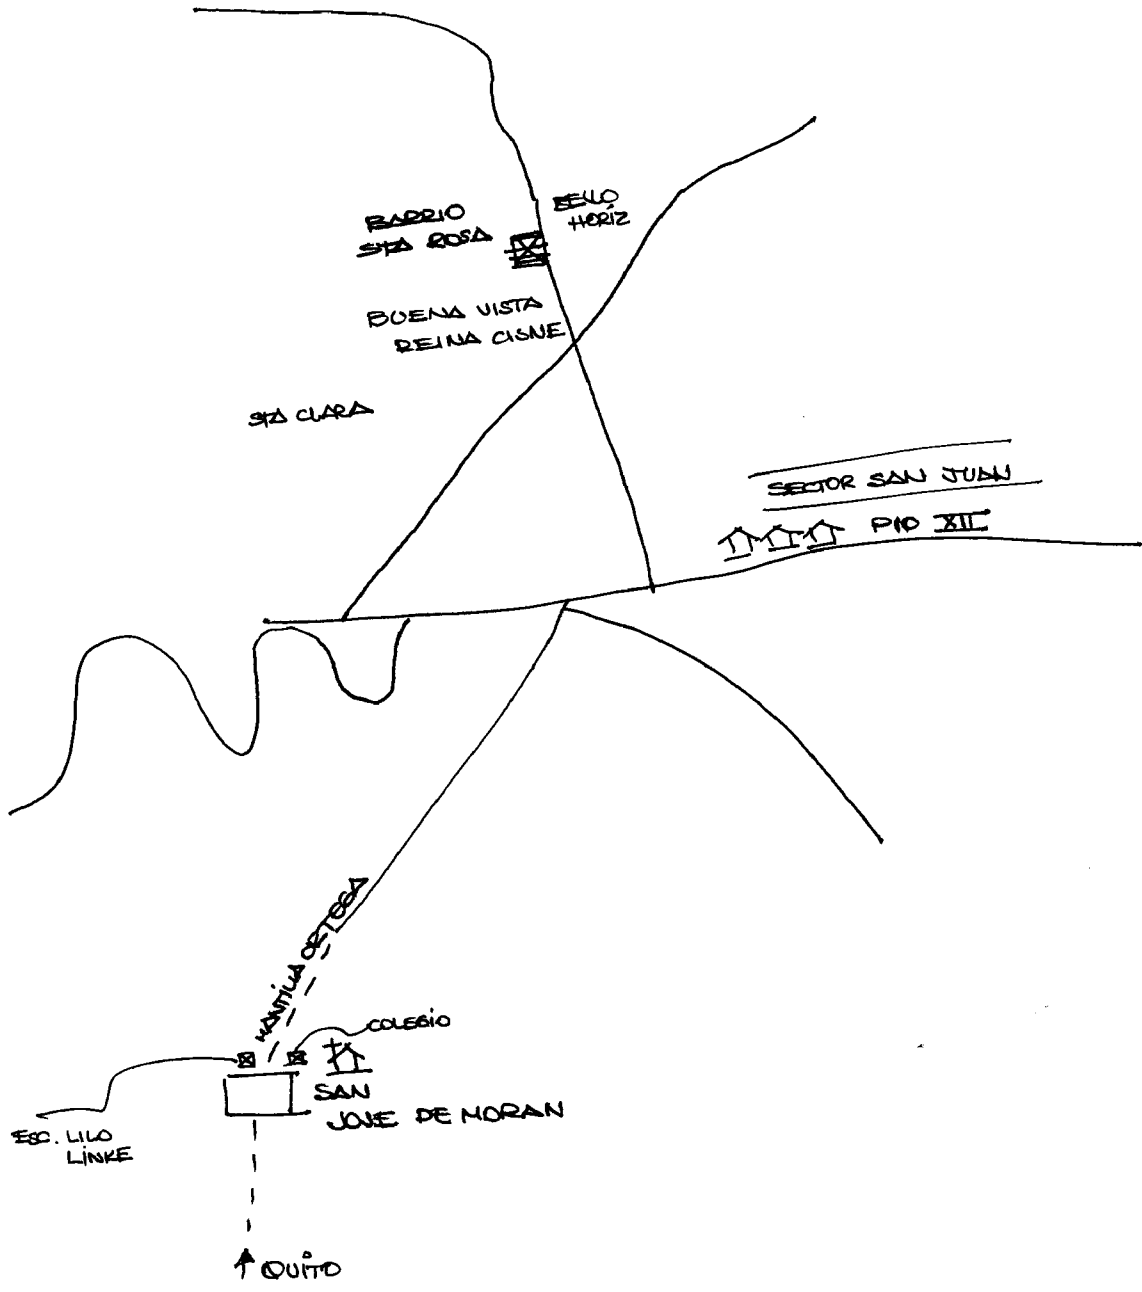 BARRIO
STA ROSA
BELLO
HORIZ
BUENA VISTA
REINA CISNE
STA CLARA
SECTOR SAN JUAN
PIO XII
MANTILLA ORTEGA
COLEGIO
SAN
JOSE DE MORAN
ESC. LILO
LINKE
QUITO